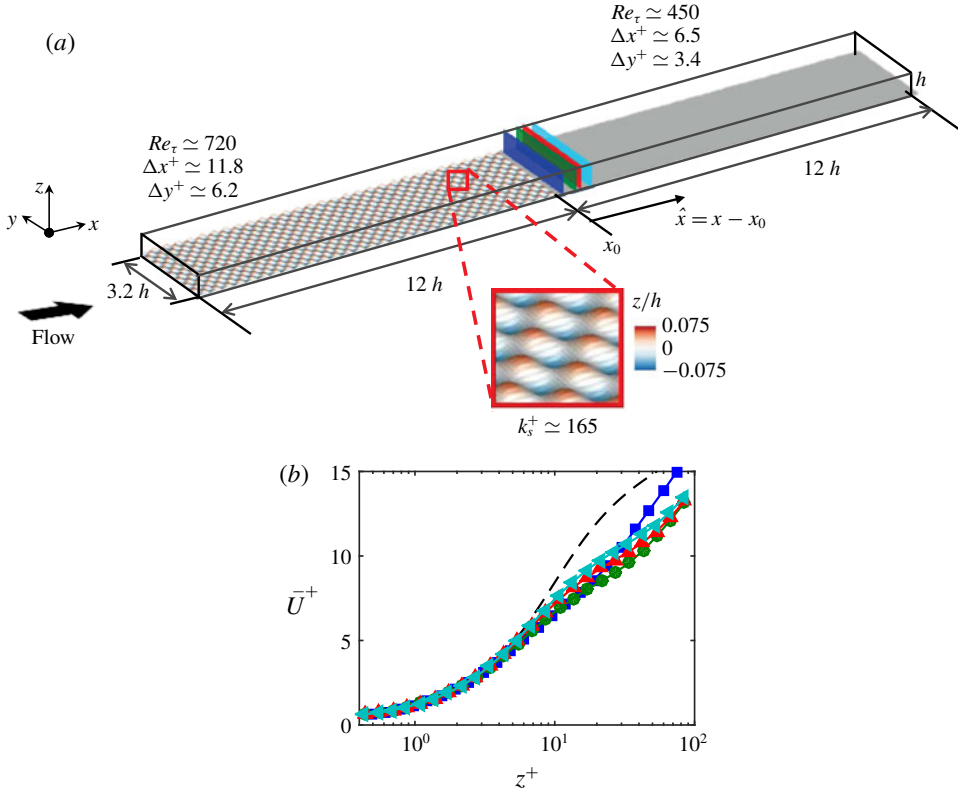 (a)
Re_τ ≃ 450
Δx⁺ ≃ 6.5
Δy⁺ ≃ 3.4
h
Re_τ ≃ 720
Δx⁺ ≃ 11.8
Δy⁺ ≃ 6.2
12 h
z
y
x
x̂ = x − x₀
x₀
3.2 h
12 h
Flow
z/h
0.075
0
−0.075
k_s⁺ ≃ 165
(b)
15
10
Ū⁺
5
0
10⁰
10¹
10²
z⁺